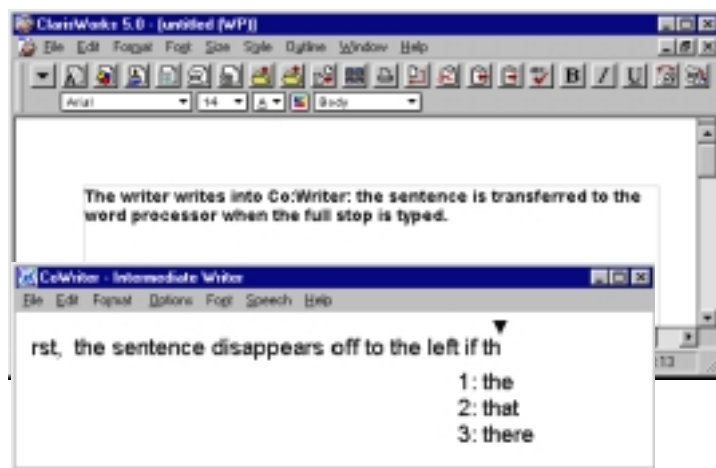 ClarisWorks 5.0 - [untitled (WP)]
File Edit Format Font Size Style Outline Window Help
B I U
Arial 14 A Body
The writer writes into Co:Writer: the sentence is transferred to the
word processor when the full stop is typed.
CoWriter - Intermediate Writer
File Edit Format Options Font Speech Help
rst, the sentence disappears off to the left if th
1: the
2: that
3: there
:13